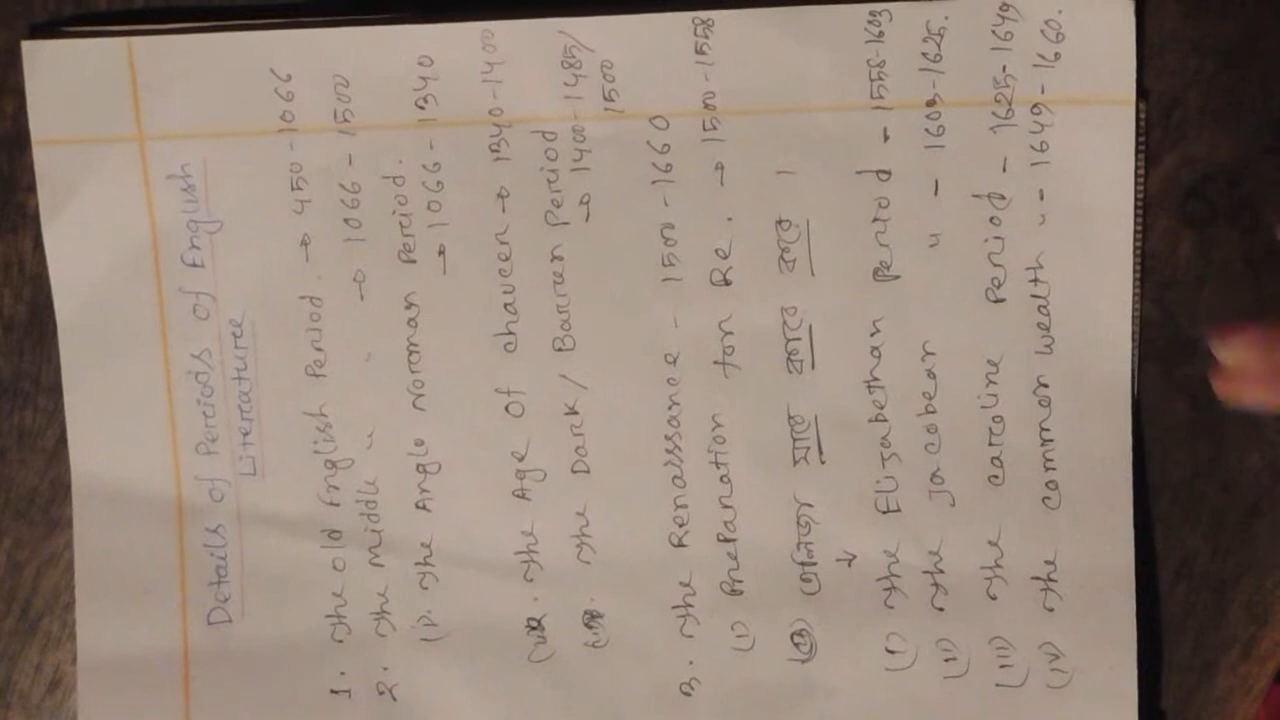 Details of Periods of English
Literature
1. The old English Period. → 450-1066
2. The middle " " → 1066 - 1500
(i). The Anglo Norman Period.
→ 1066 - 1340
The Age of Chaucer → 1340-1400
The Dark / Barren Period
→ 1400-1485/
1500
3. The Renaissance - 1500 - 1660
(i) Preparation for Re. → 1500-1558
এলিজা যাবে কারে কারে ।
↓
(i) The Elizabethan Period - 1558-1603
(ii) The Jacobean " - 1603-1625.
(iii) The caroline Period - 1625-1649
(iv) The common wealth " - 1649 - 1660.